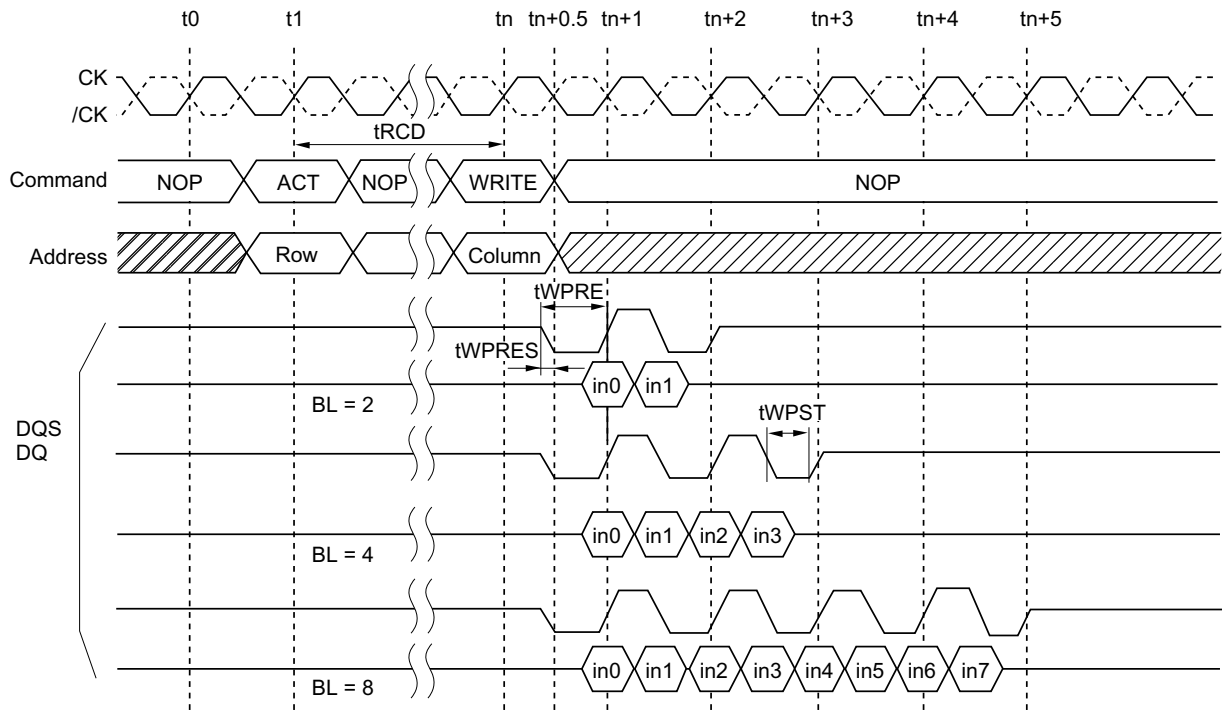 t0 t1 tn tn+0.5 tn+1 tn+2 tn+3 tn+4 tn+5
CK
/CK
tRCD
Command NOP ACT NOP WRITE NOP
Address Row Column
tWPRE
tWPRES
in0 in1
BL = 2
tWPST
DQS
DQ
in0 in1 in2 in3
BL = 4
in0 in1 in2 in3 in4 in5 in6 in7
BL = 8